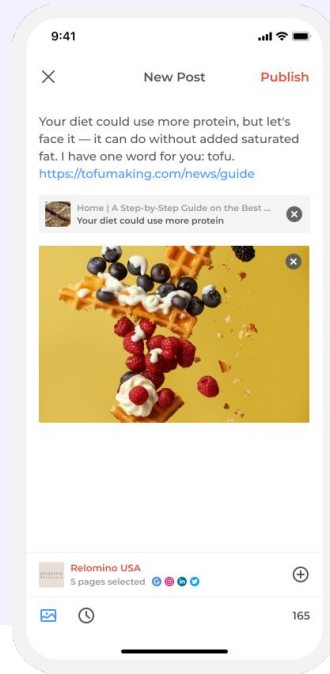 9:41
New Post
Publish
Your diet could use more protein, but let's
face it — it can do without added saturated
fat. I have one word for you: tofu.
https://tofumaking.com/news/guide
Home | A Step-by-Step Guide on the Best ...
Your diet could use more protein
Relomino USA
5 pages selected
165